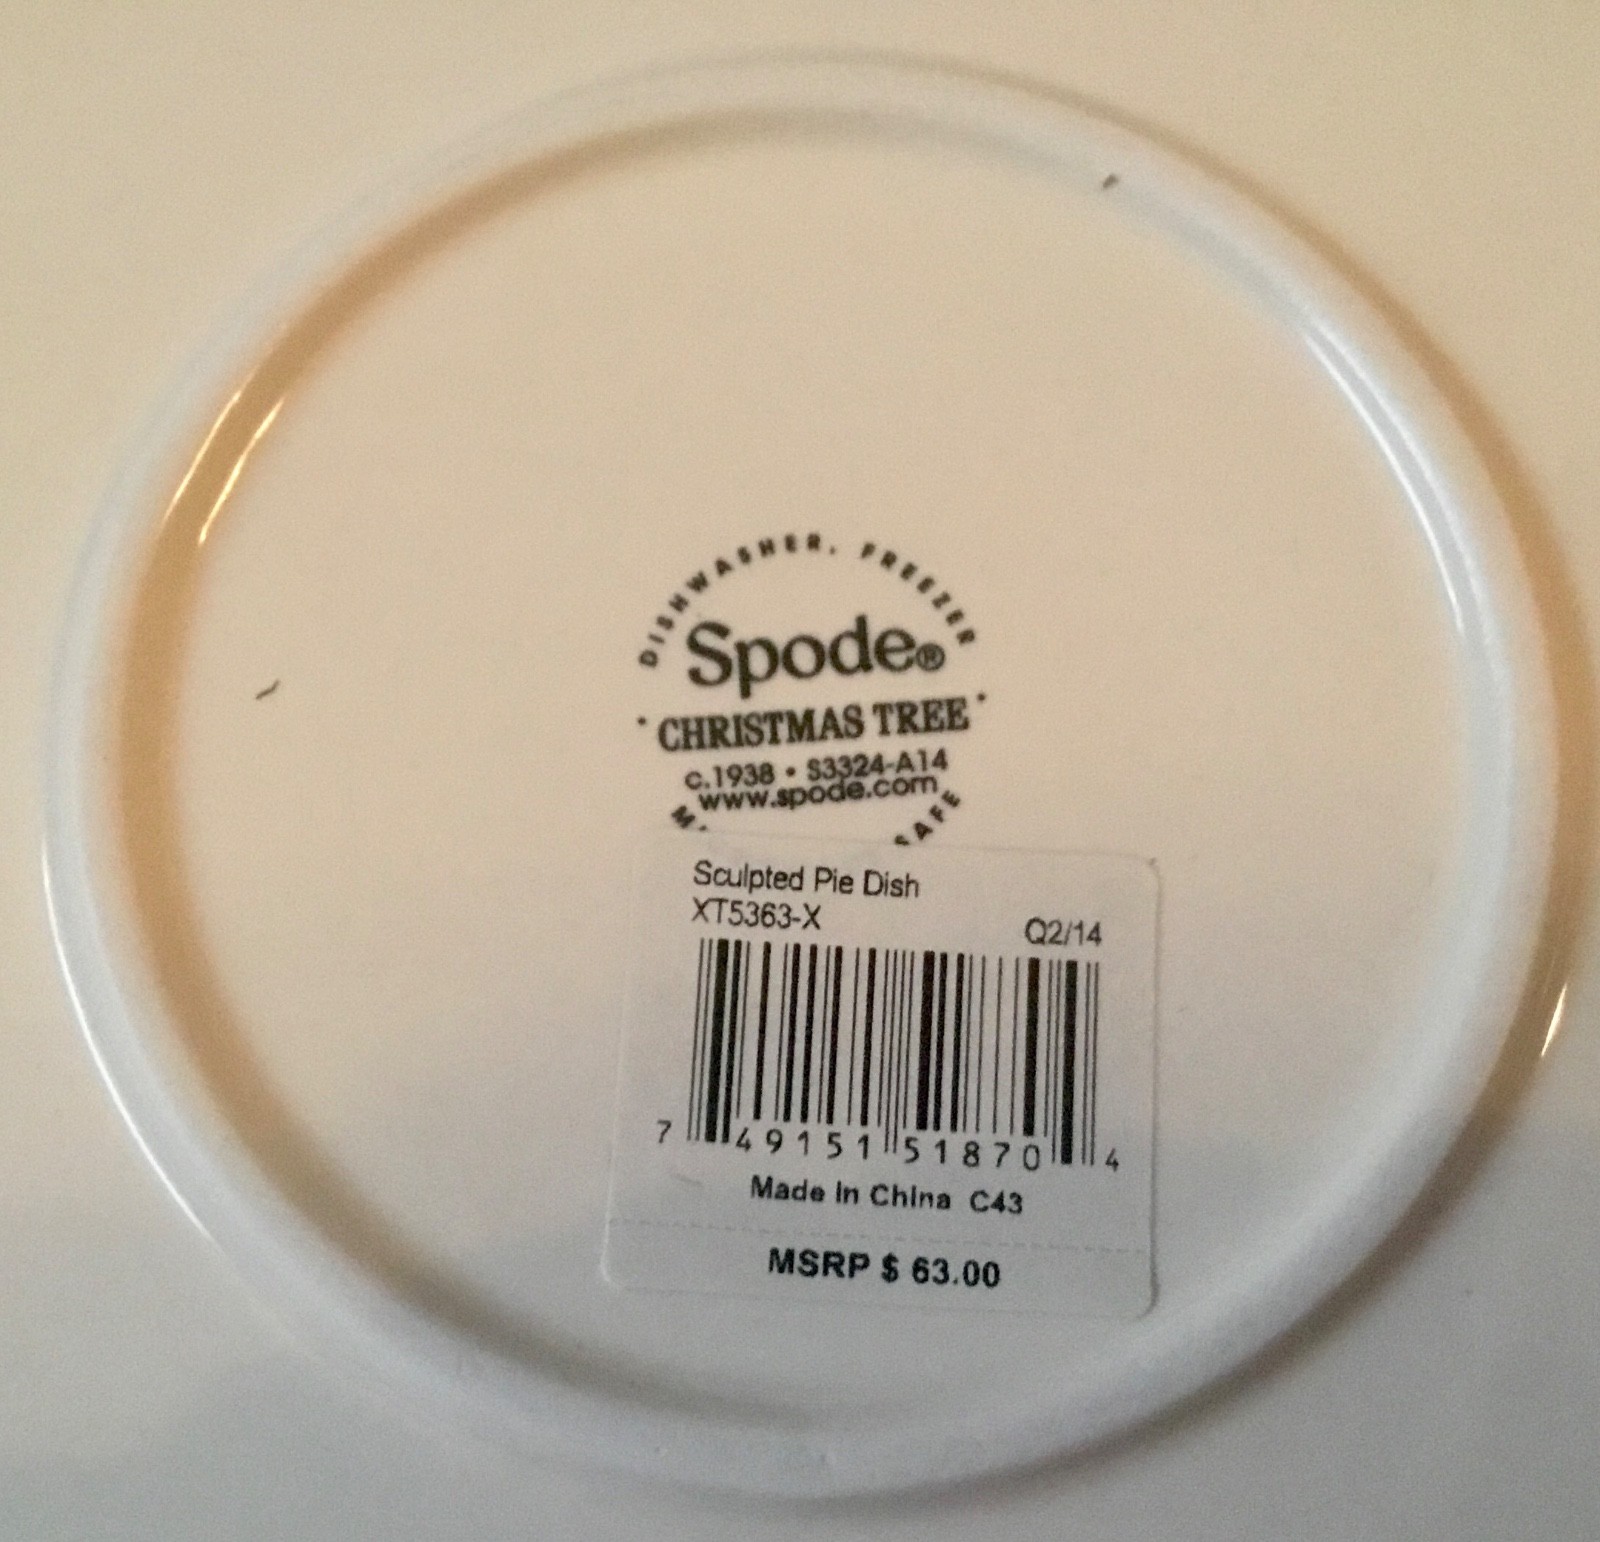 DISHWASHER, FREEZER
Spode®
· CHRISTMAS TREE ·
c.1938 • S3324-A14
www.spode.com
SAFE
Sculpted Pie Dish
XT5363-X
Q2/14
7 49151 51870 4
Made In China C43
MSRP $ 63.00